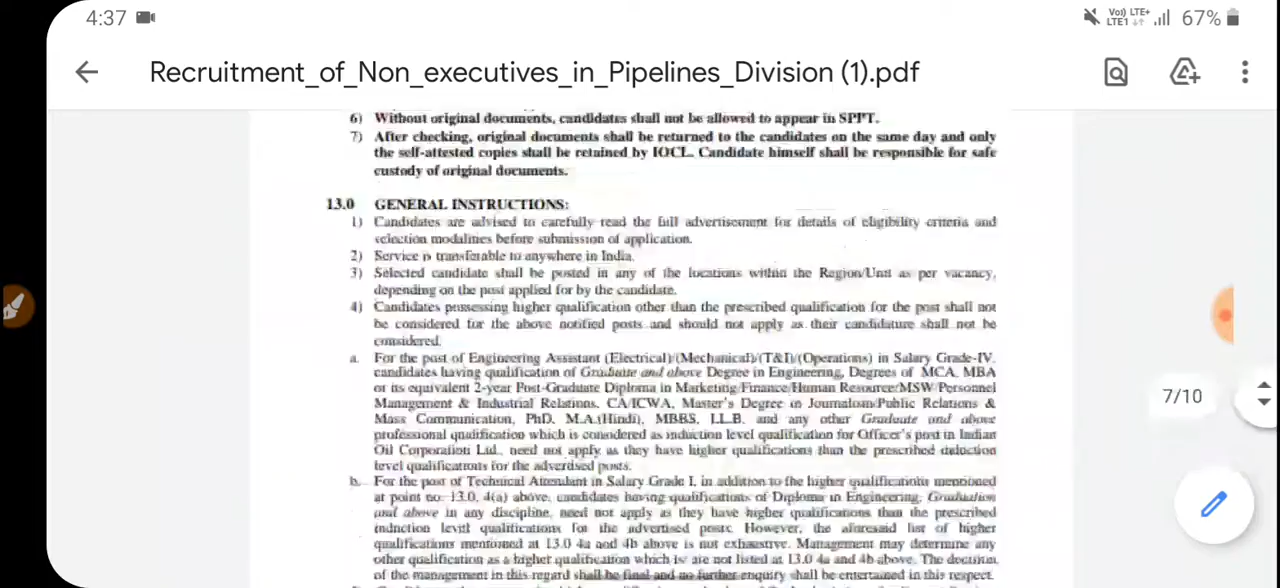 4:37
Vo) LTE+
LTE1 67%
Recruitment_of_Non_executives_in_Pipelines_Division (1).pdf
6) Without original documents, candidates shall not be allowed to appear in SPPT.
7) After checking, original documents shall be returned to the candidates on the same day and only
the self-attested copies shall be retained by IOCL. Candidate himself shall be responsible for safe
custody of original documents.
13.0 GENERAL INSTRUCTIONS:
1) Candidates are advised to carefully read the full advertisement for details of eligibility criteria and
selection modalities before submission of application.
2) Service is transferable to anywhere in India.
3) Selected candidate shall be posted in any of the locations within the Region/Unit as per vacancy,
depending on the post applied for by the candidate.
4) Candidates possessing higher qualification other than the prescribed qualification for the post shall not
be considered for the above notified posts and should not apply as their candidature shall not be
considered.
a. For the post of Engineering Assistant (Electrical)/(Mechanical)/(T&I)/(Operations) in Salary Grade-IV,
candidates having qualification of Graduate and above Degree in Engineering, Degrees of MCA, MBA
or its equivalent 2-year Post-Graduate Diploma in Marketing/Finance/Human Resource/MSW/Personnel
Management & Industrial Relations, CA/ICWA, Master's Degree in Journalism/Public Relations &
Mass Communication, PhD, M.A.(Hindi), MBBS, LL.B. and any other Graduate and above
professional qualification which is considered as induction level qualification for Officer's post in Indian
Oil Corporation Ltd., need not apply as they have higher qualifications than the prescribed induction
level qualifications for the advertised posts.
b. For the post of Technical Attendant in Salary Grade I, in addition to the higher qualifications mentioned
at point no. 13.0, 4(a) above, candidates having qualifications of Diploma in Engineering, Graduation
and above in any discipline, need not apply as they have higher qualifications than the prescribed
induction level qualifications for the advertised posts. However, the aforesaid list of higher
qualifications mentioned at 13.0 4a and 4b above is not exhaustive. Management may determine any
other qualification as a higher qualification which is/are not listed at 13.0 4a and 4b above. The decision
of the management in this regard shall be final and no further enquiry shall be entertained in this respect.
7/10